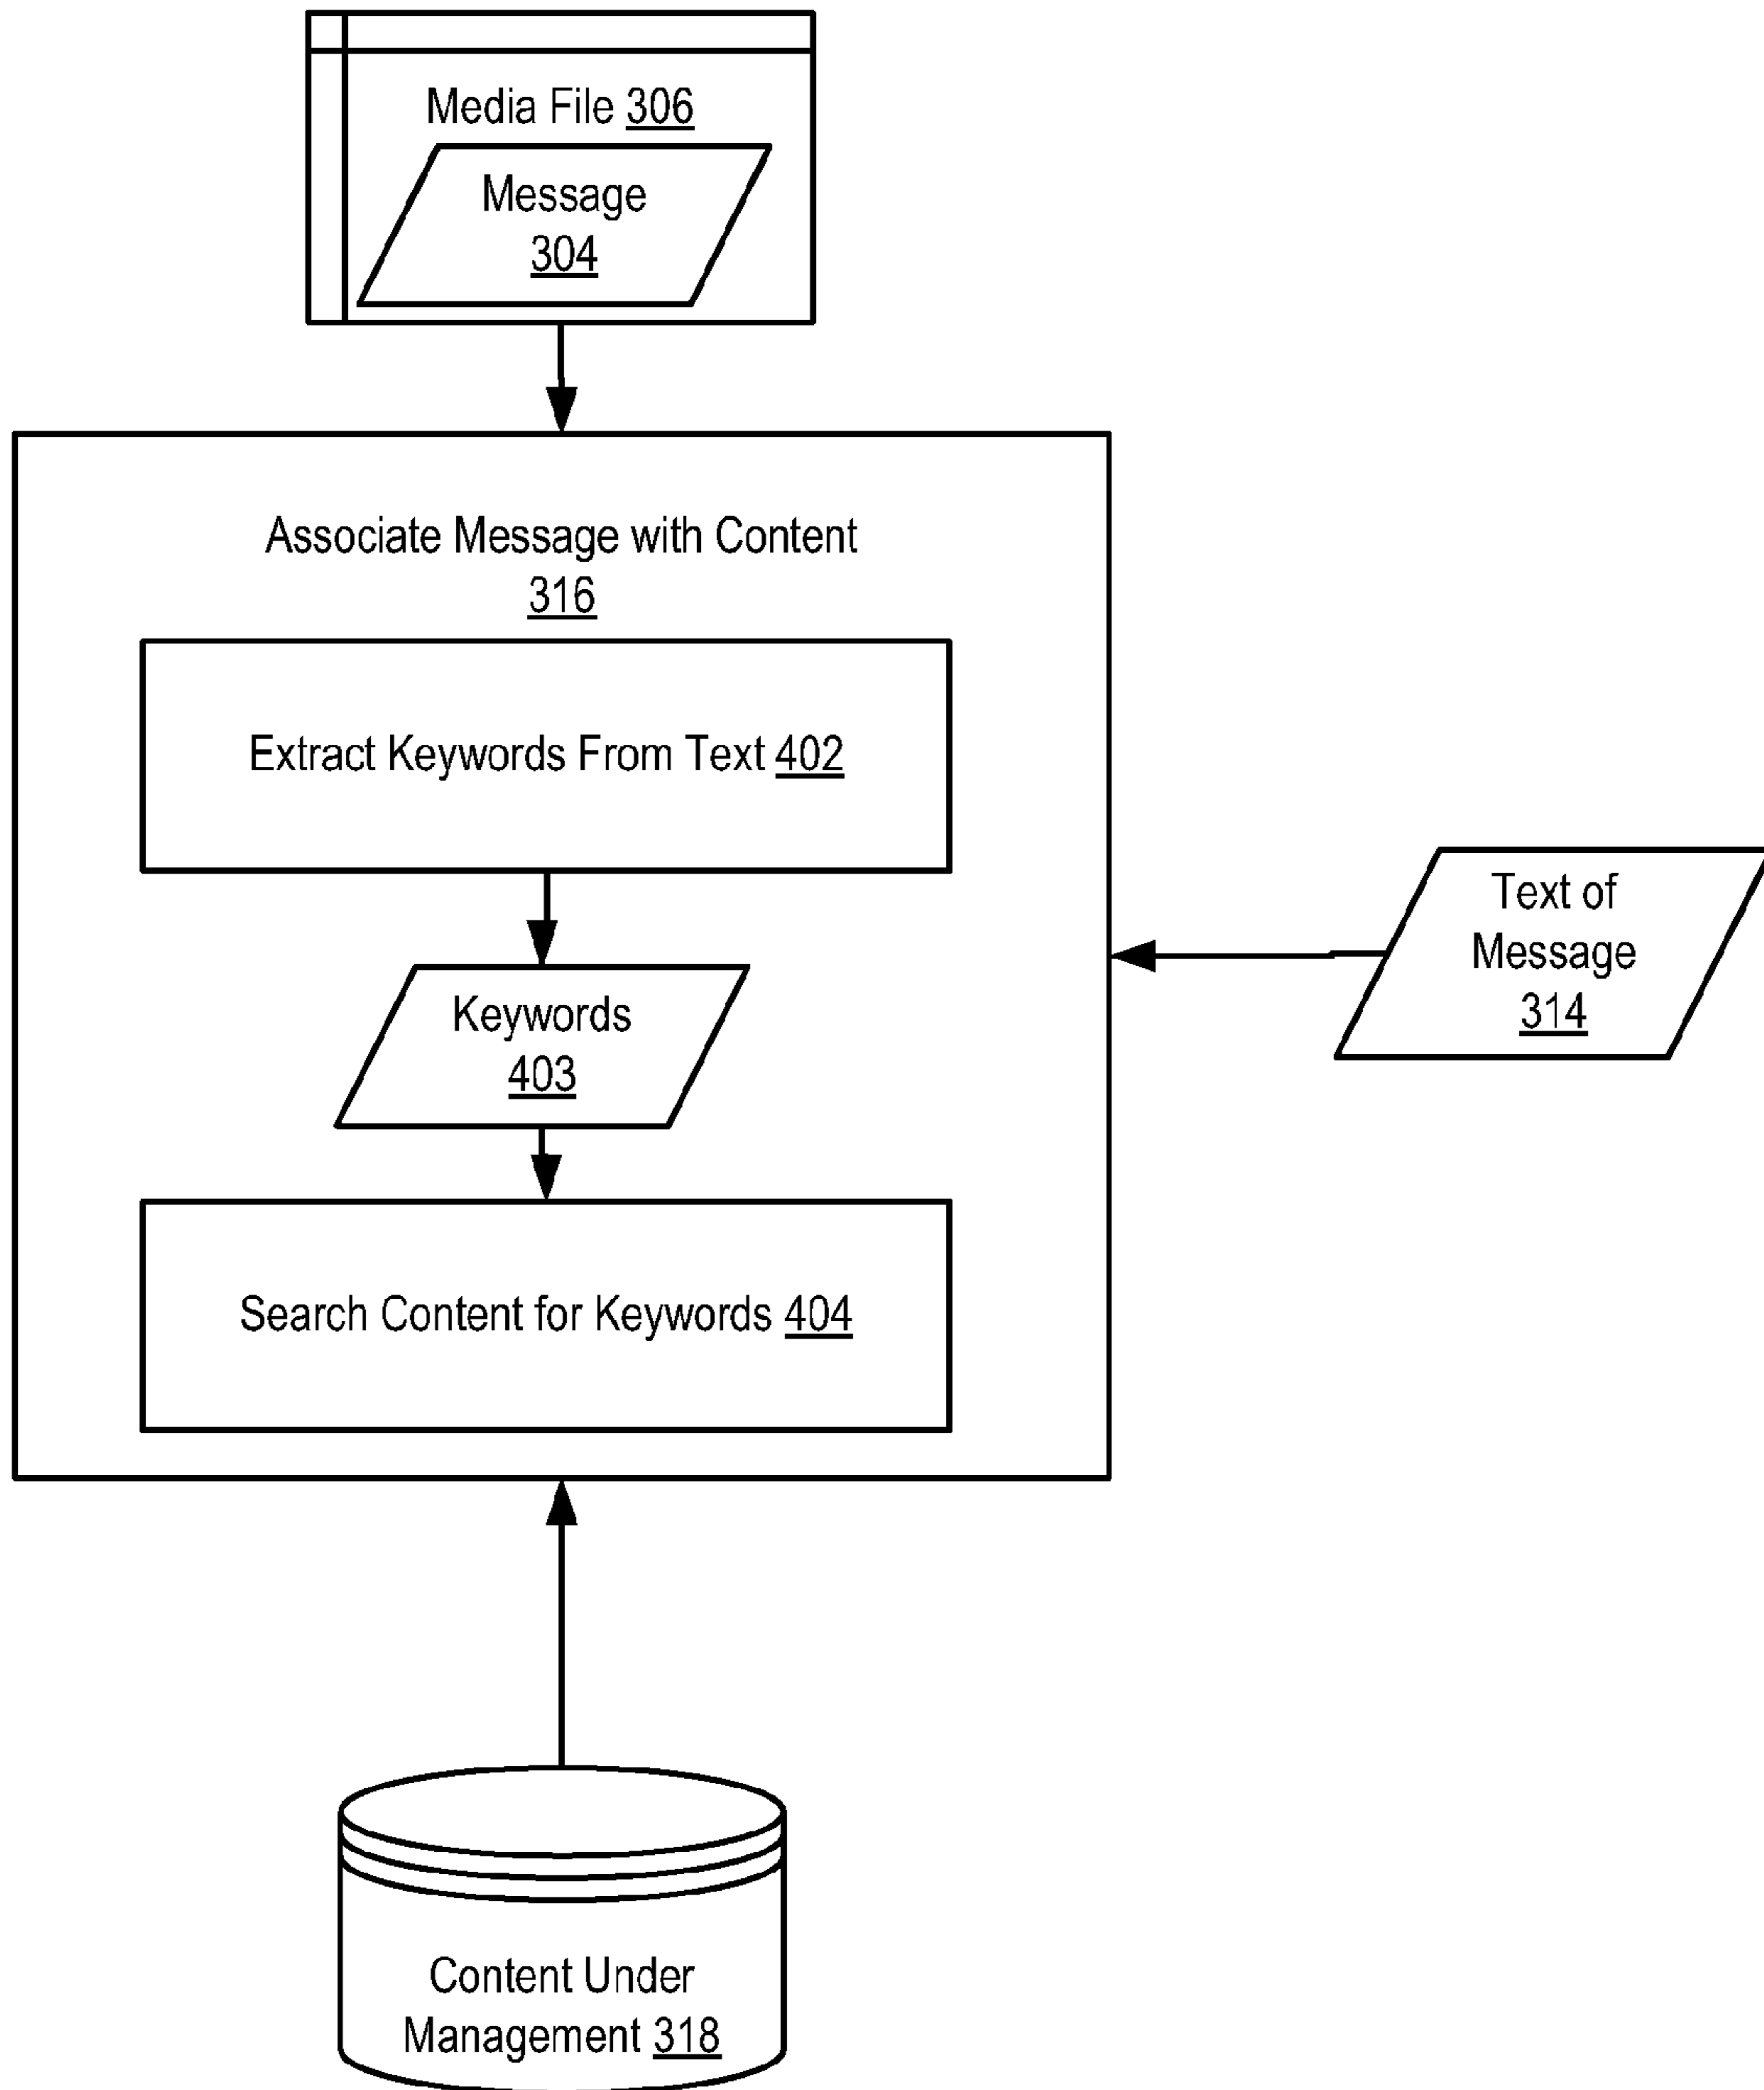 Media File 306
Message
304
Associate Message with Content
316
Extract Keywords From Text 402
Text of
Message
314
Keywords
403
Search Content for Keywords 404
Content Under
Management 318